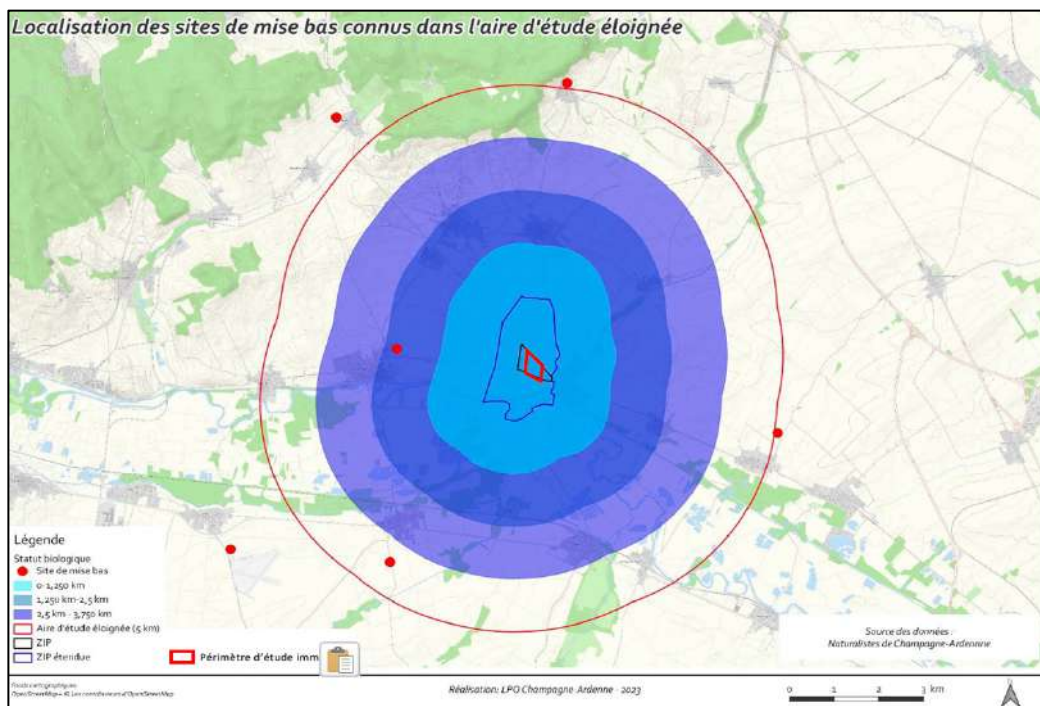 Localisation des sites de mise bas connus dans l'aire d'étude éloignée
Légende
Statut biologique
Site de mise bas
0- 1,250 km
1,250 km-2,5 km
2,5 km - 3,750 km
Aire d'étude éloignée (5 km)
ZIP
ZIP étendue
Périmètre d'étude imm
Source des données :
Naturalistes de Champagne-Ardenne
Réalisation: LPO Champagne-Ardenne - 2023
0 1 2 3 km